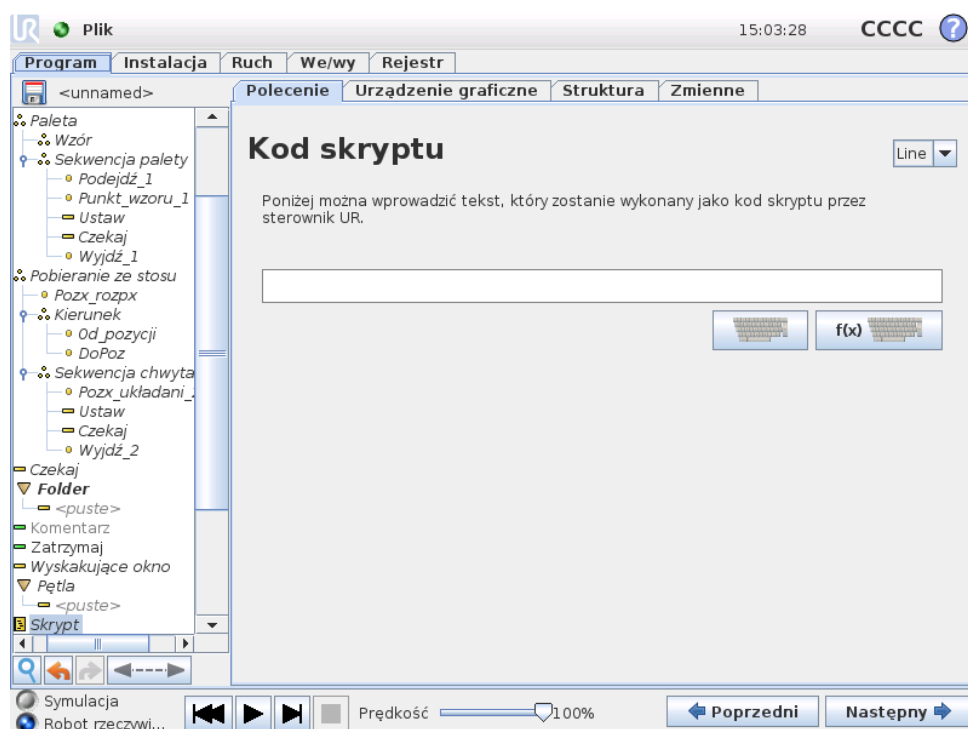 UR Plik 15:03:28 CCCC ?
Program Instalacja Ruch We/wy Rejestr
<unnamed>
Polecenie Urządzenie graficzne Struktura Zmienne
Paleta
Wzór
Sekwencja palety
Podejdź_1
Punkt_wzoru_1
Ustaw
Czekaj
Wyjdź_1
Pobieranie ze stosu
Pozx_rozpx
Kierunek
Od_pozycji
DoPoz
Sekwencja chwyta
Pozx_układani_2
Ustaw
Czekaj
Wyjdź_2
Czekaj
Folder
<puste>
Komentarz
Zatrzymaj
Wyskakujące okno
Pętla
<puste>
Skrypt
Kod skryptu
Line
Poniżej można wprowadzić tekst, który zostanie wykonany jako kod skryptu przez
sterownik UR.
f(x)
Symulacja
Robot rzeczywi...
Prędkość 100%
Poprzedni Następny